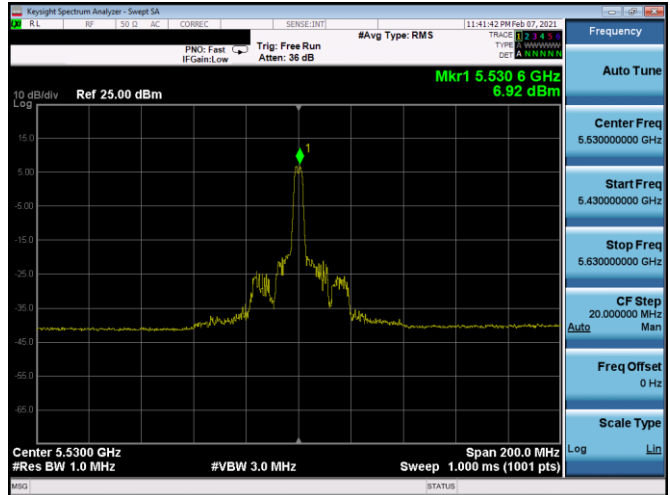 Keysight Spectrum Analyzer - Swept SA
RL RF 50 Ω AC CORREC SENSE:INT 11:41:42 PM Feb 07, 2021
#Avg Type: RMS TRACE 1 2 3 4 5 6
PNO: Fast Trig: Free Run TYPE A WWWWW
IFGain:Low Atten: 36 dB DET A N N N N N
Mkr1 5.530 6 GHz
6.92 dBm
10 dB/div Ref 25.00 dBm
Log
15.0
5.00
-5.00
-15.0
-25.0
-35.0
-45.0
-55.0
-65.0
1
Center 5.5300 GHz Span 200.0 MHz
#Res BW 1.0 MHz #VBW 3.0 MHz Sweep 1.000 ms (1001 pts)
MSG STATUS
Frequency
Auto Tune
Center Freq
5.530000000 GHz
Start Freq
5.430000000 GHz
Stop Freq
5.630000000 GHz
CF Step
20.000000 MHz
Auto Man
Freq Offset
0 Hz
Scale Type
Log Lin